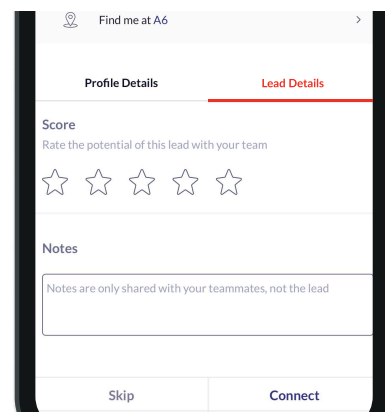 Find me at A6
Profile Details
Lead Details
Score
Rate the potential of this lead with your team
Notes
Notes are only shared with your teammates, not the lead
Skip
Connect